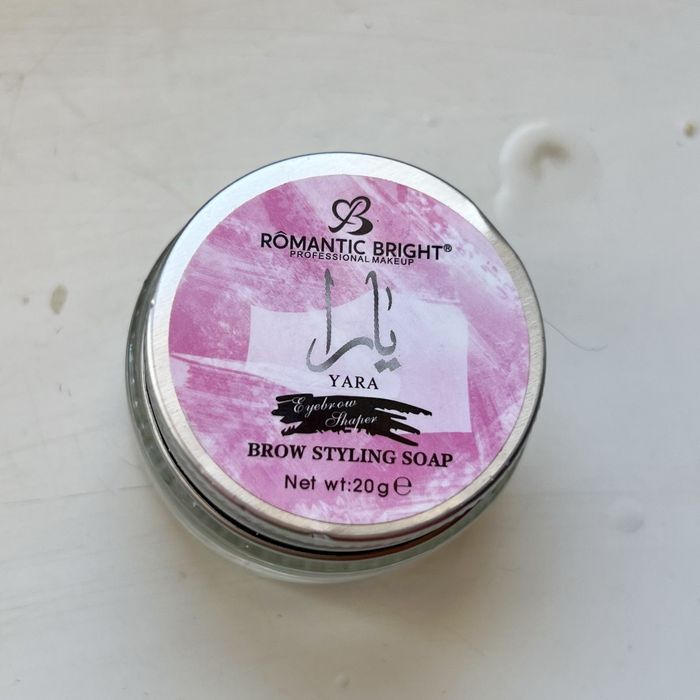 RÔMANTIC BRIGHT®
PROFESSIONAL MAKEUP
يارا
YARA
Eyebrow
Shaper
BROW STYLING SOAP
Net wt:20g ℮